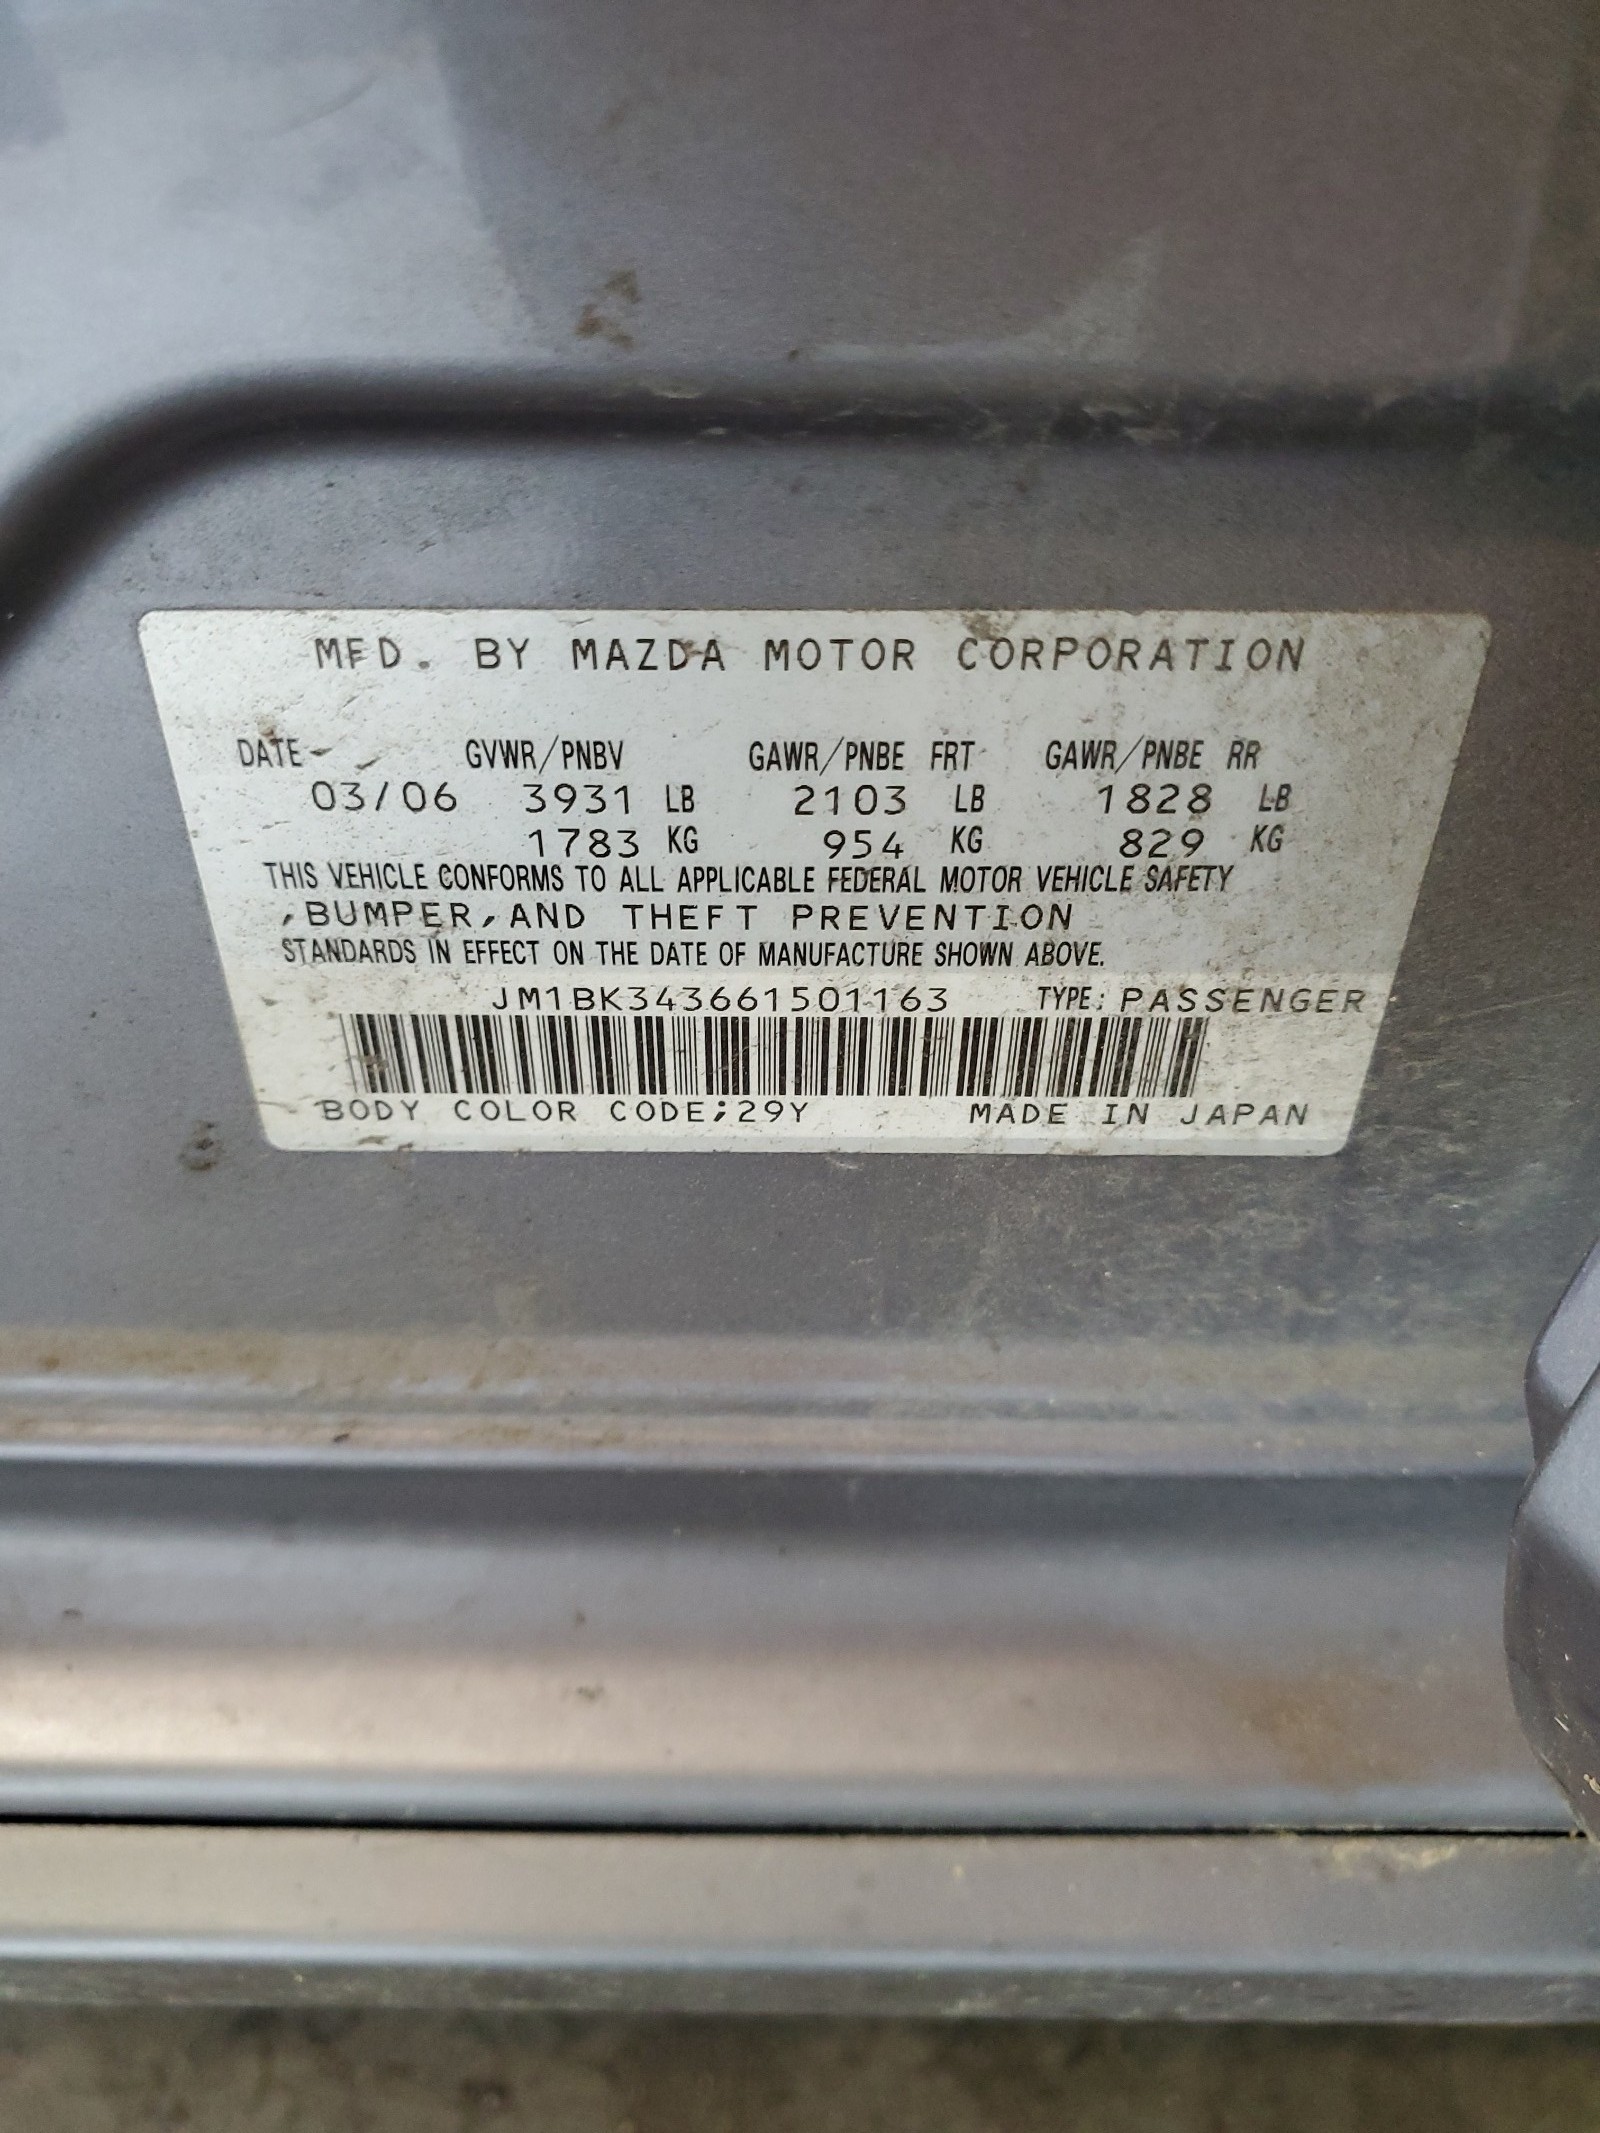 MFD. BY MAZDA MOTOR CORPORATION
DATE GVWR/PNBV GAWR/PNBE FRT GAWR/PNBE RR
03/06 3931 LB 2103 LB 1828 LB
1783 KG 954 KG 829 KG
THIS VEHICLE CONFORMS TO ALL APPLICABLE FEDERAL MOTOR VEHICLE SAFETY
,BUMPER,AND THEFT PREVENTION
STANDARDS IN EFFECT ON THE DATE OF MANUFACTURE SHOWN ABOVE.
JM1BK343661501163 TYPE: PASSENGER
BODY COLOR CODE;29Y MADE IN JAPAN